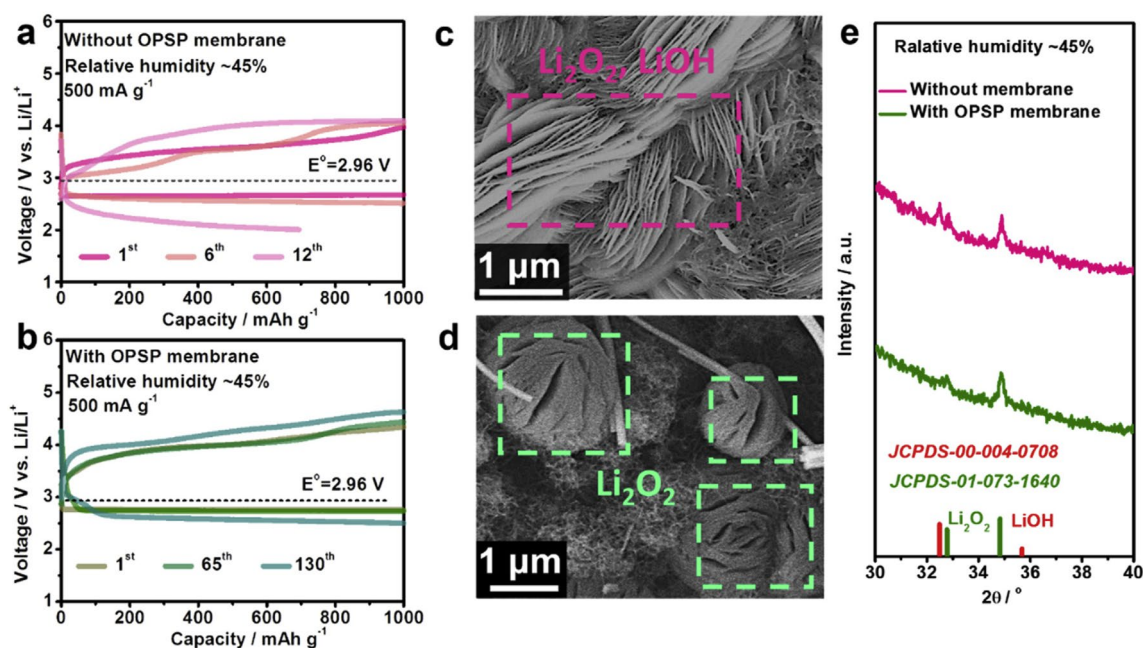 a
Without OPSP membrane
Relative humidity ~45%
500 mA g⁻¹
E°=2.96 V
1ˢᵗ 6ᵗʰ 12ᵗʰ
Voltage / V vs. Li/Li⁺
6
5
4
3
2
1
0 200 400 600 800 1000
Capacity / mAh g⁻¹
b
With OPSP membrane
Relative humidity ~45%
500 mA g⁻¹
E°=2.96 V
1ˢᵗ 65ᵗʰ 130ᵗʰ
Voltage / V vs. Li/Li⁺
6
5
4
3
2
1
0 200 400 600 800 1000
Capacity / mAh g⁻¹
c
Li₂O₂, LiOH
1 μm
d
Li₂O₂
1 μm
e
Ralative humidity ~45%
Without membrane
With OPSP membrane
Intensity / a.u.
JCPDS-00-004-0708
JCPDS-01-073-1640
Li₂O₂ LiOH
30 32 34 36 38 40
2θ / °